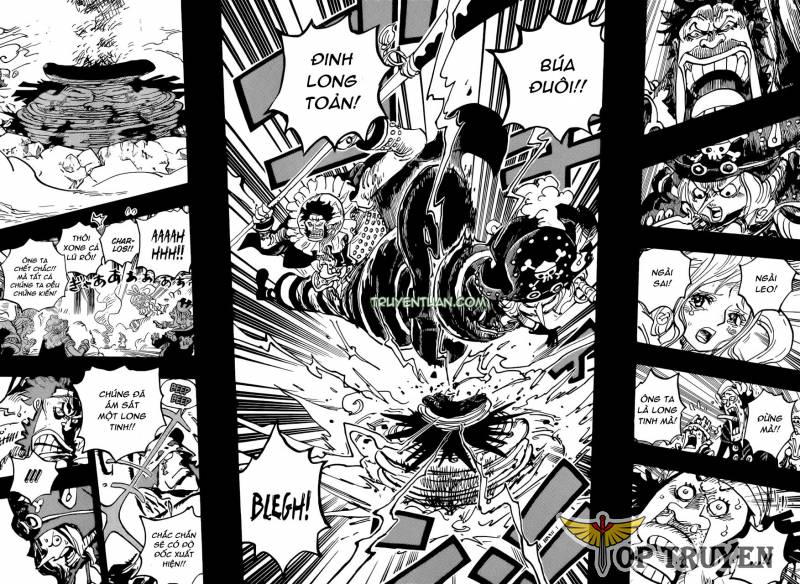 ĐINH
LONG
TOẢN!
BÚA
ĐUÔI!!
NGÀI
SAI!
NGÀI
LEO!
ÔNG TA
LÀ LONG
TINH MÀ!
ĐỪNG
MÀ!!
BLEGH!
AAAAH
HHH!!
CHAR-
LOS!!
THÔI
XONG CẢ
LŨ RỒI!
ÔNG TA
CHẾT CHẮC!!
MÀ TẤT CẢ
CHÚNG TA ĐỀU
CHỨNG KIẾN!
CHÚNG ĐÃ
ÁM SÁT
MỘT LONG
TINH!!
PEEP
PEEP
!!!
CHẮC CHẮN
SẼ CÓ ĐÔ
ĐỐC XUẤT
HIỆN!!
TRUYENTUAN.COM
TOP TRUYEN